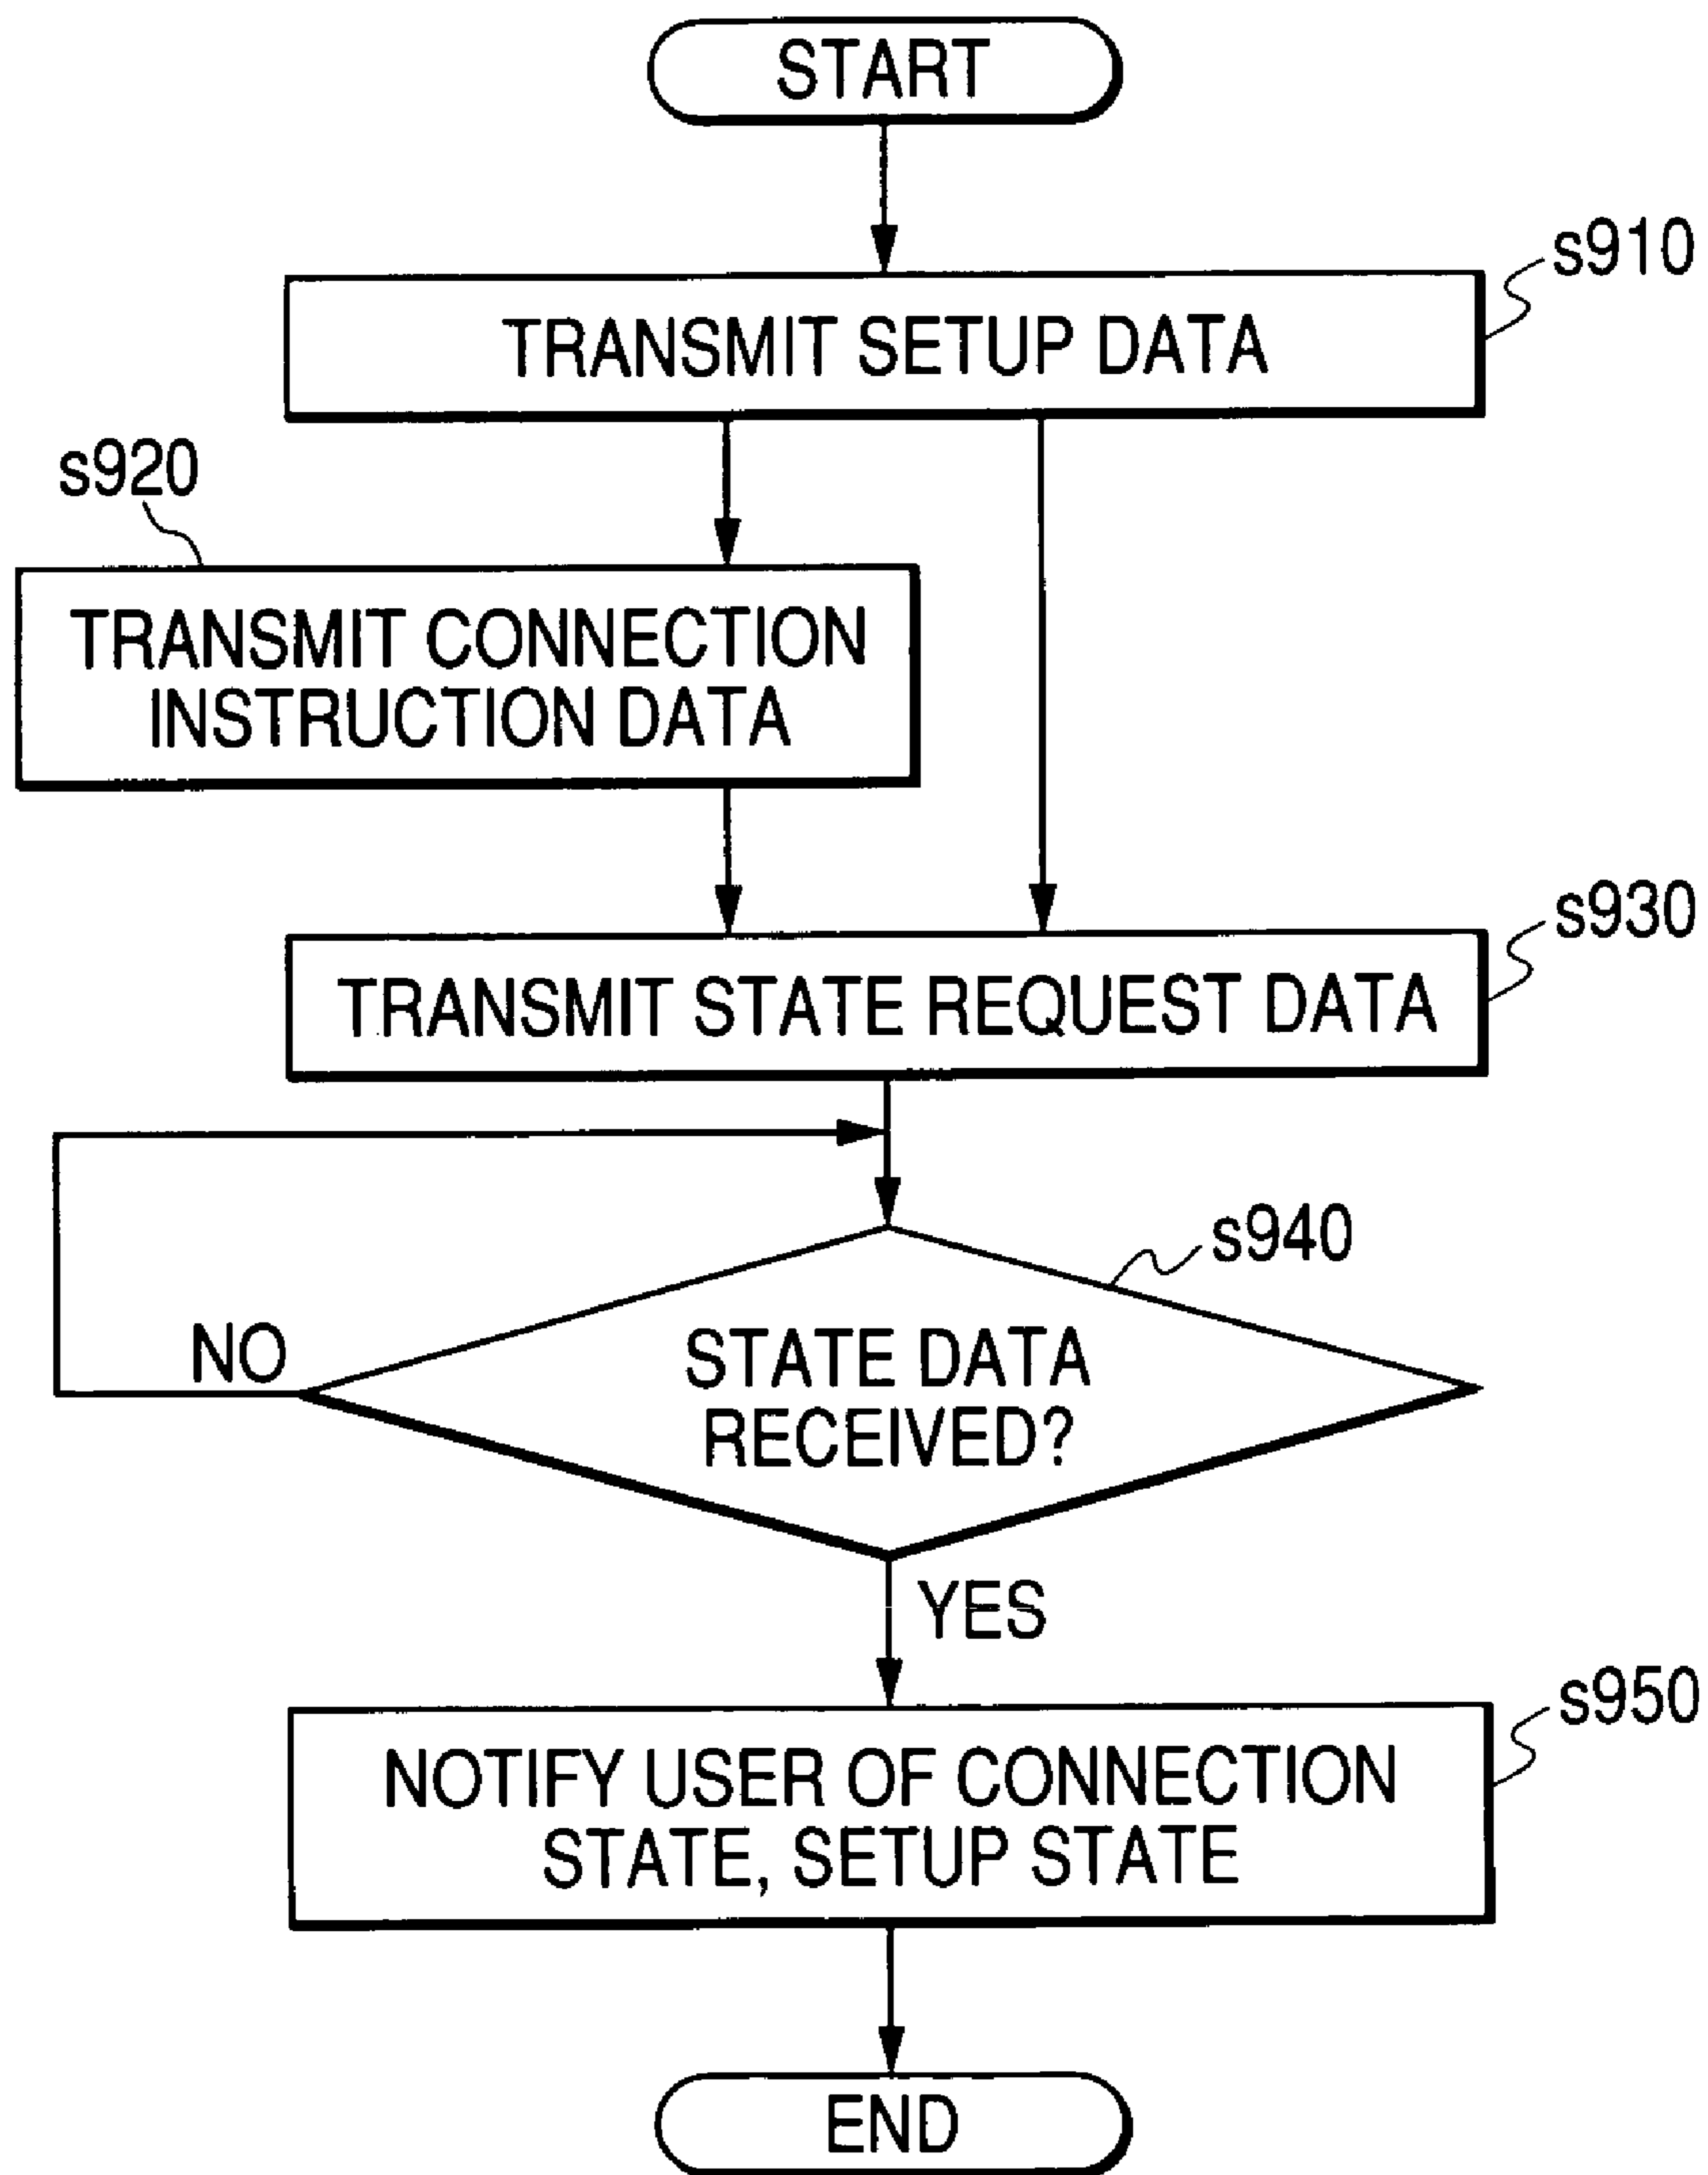 START
s910
TRANSMIT SETUP DATA
s920
TRANSMIT CONNECTION
INSTRUCTION DATA
s930
TRANSMIT STATE REQUEST DATA
s940
NO
STATE DATA
RECEIVED?
YES
s950
NOTIFY USER OF CONNECTION
STATE, SETUP STATE
END